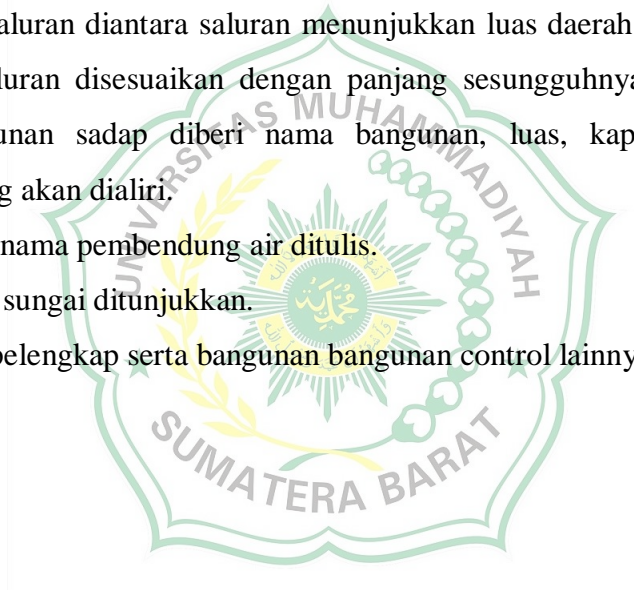 aluran diantara saluran menunjukkan luas daerah
luran disesuaikan dengan panjang sesungguhnya
unan sadap diberi nama bangunan, luas, kap
g akan dialiri.
nama pembendung air ditulis.
sungai ditunjukkan.
pelengkap serta bangunan bangunan control lainny
UNIVERSITAS MUHAMMADIYAH
SUMATERA BARAT